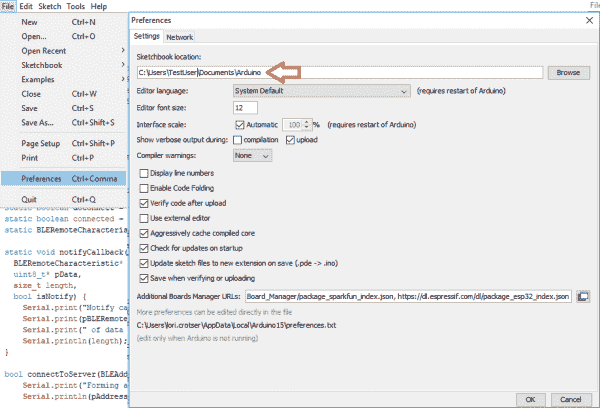 File Edit Sketch Tools Help
File
New Ctrl+N
Open... Ctrl+O
Open Recent
Sketchbook
Examples
Close Ctrl+W
Save Ctrl+S
Save As... Ctrl+Shift+S
Page Setup Ctrl+Shift+P
Print Ctrl+P
Preferences Ctrl+Comma
Quit Ctrl+Q
static boolean
static boolean connected =
static BLERemoteCharacteris
static void notifyCallback(
BLERemoteCharacteristic*
uint8_t* pData,
size_t length,
bool isNotify) {
Serial.print("Notify ca
Serial.print(pBLERemote
Serial.print(" of data
Serial.println(length);
}
bool connectToServer(BLEAd
Serial.print("Forming a
Serial.println(pAddress
Preferences
Settings Network
Sketchbook location:
C:\Users\TestUser\Documents\Arduino
Browse
Editor language: System Default (requires restart of Arduino)
Editor font size: 12
Interface scale: Automatic 100 % (requires restart of Arduino)
Show verbose output during: compilation upload
Compiler warnings: None
Display line numbers
Enable Code Folding
Verify code after upload
Use external editor
Aggressively cache compiled core
Check for updates on startup
Update sketch files to new extension on save (.pde -> .ino)
Save when verifying or uploading
Additional Boards Manager URLs: Board_Manager/package_sparkfun_index.json, https://dl.espressif.com/dl/package_esp32_index.json
More preferences can be edited directly in the file
C:\Users\lori.crotser\AppData\Local\Arduino15\preferences.txt
(edit only when Arduino is not running)
OK Cancel